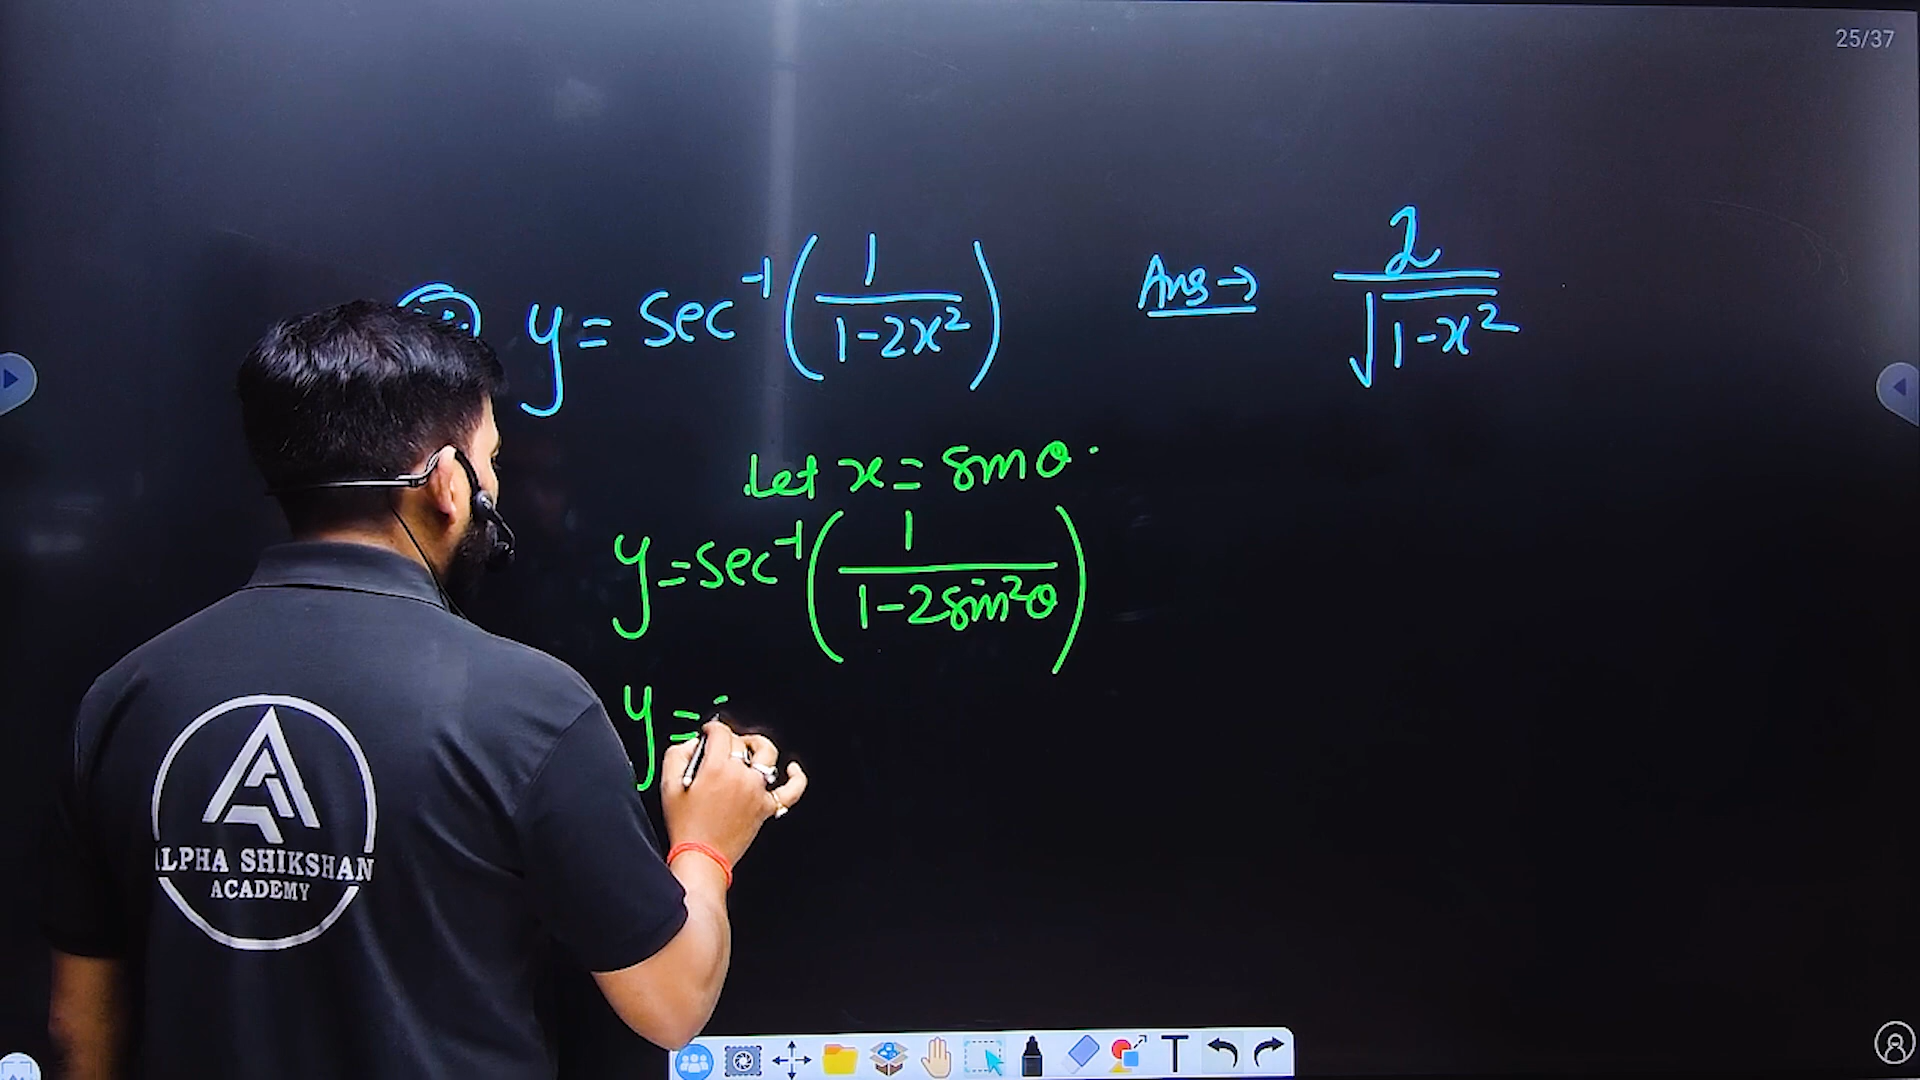 25/37
y = sec⁻¹(1/(1-2x²)) Ans → 2/√(1-x²)
Let x = sinθ.
y = sec⁻¹(1/(1-2sin²θ))
y =
ALPHA SHIKSHAN
ACADEMY
T